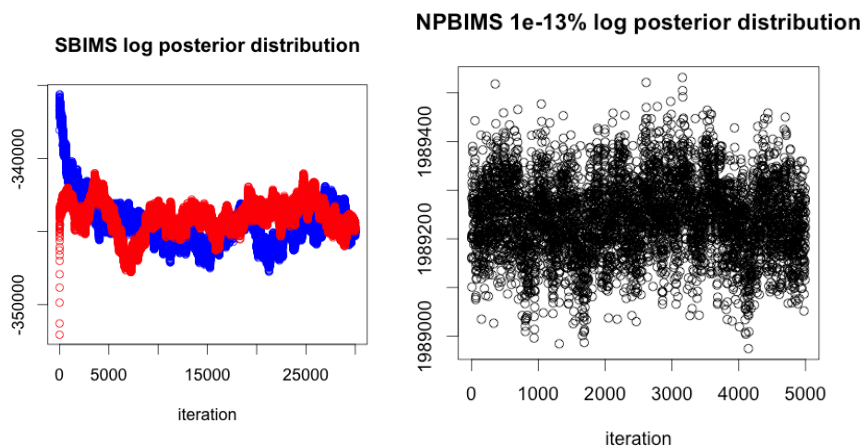 SBIMS log posterior distribution
-340000
-350000
0 5000 15000 25000
iteration
NPBIMS 1e-13% log posterior distribution
1989400
1989200
1989000
0 1000 2000 3000 4000 5000
iteration